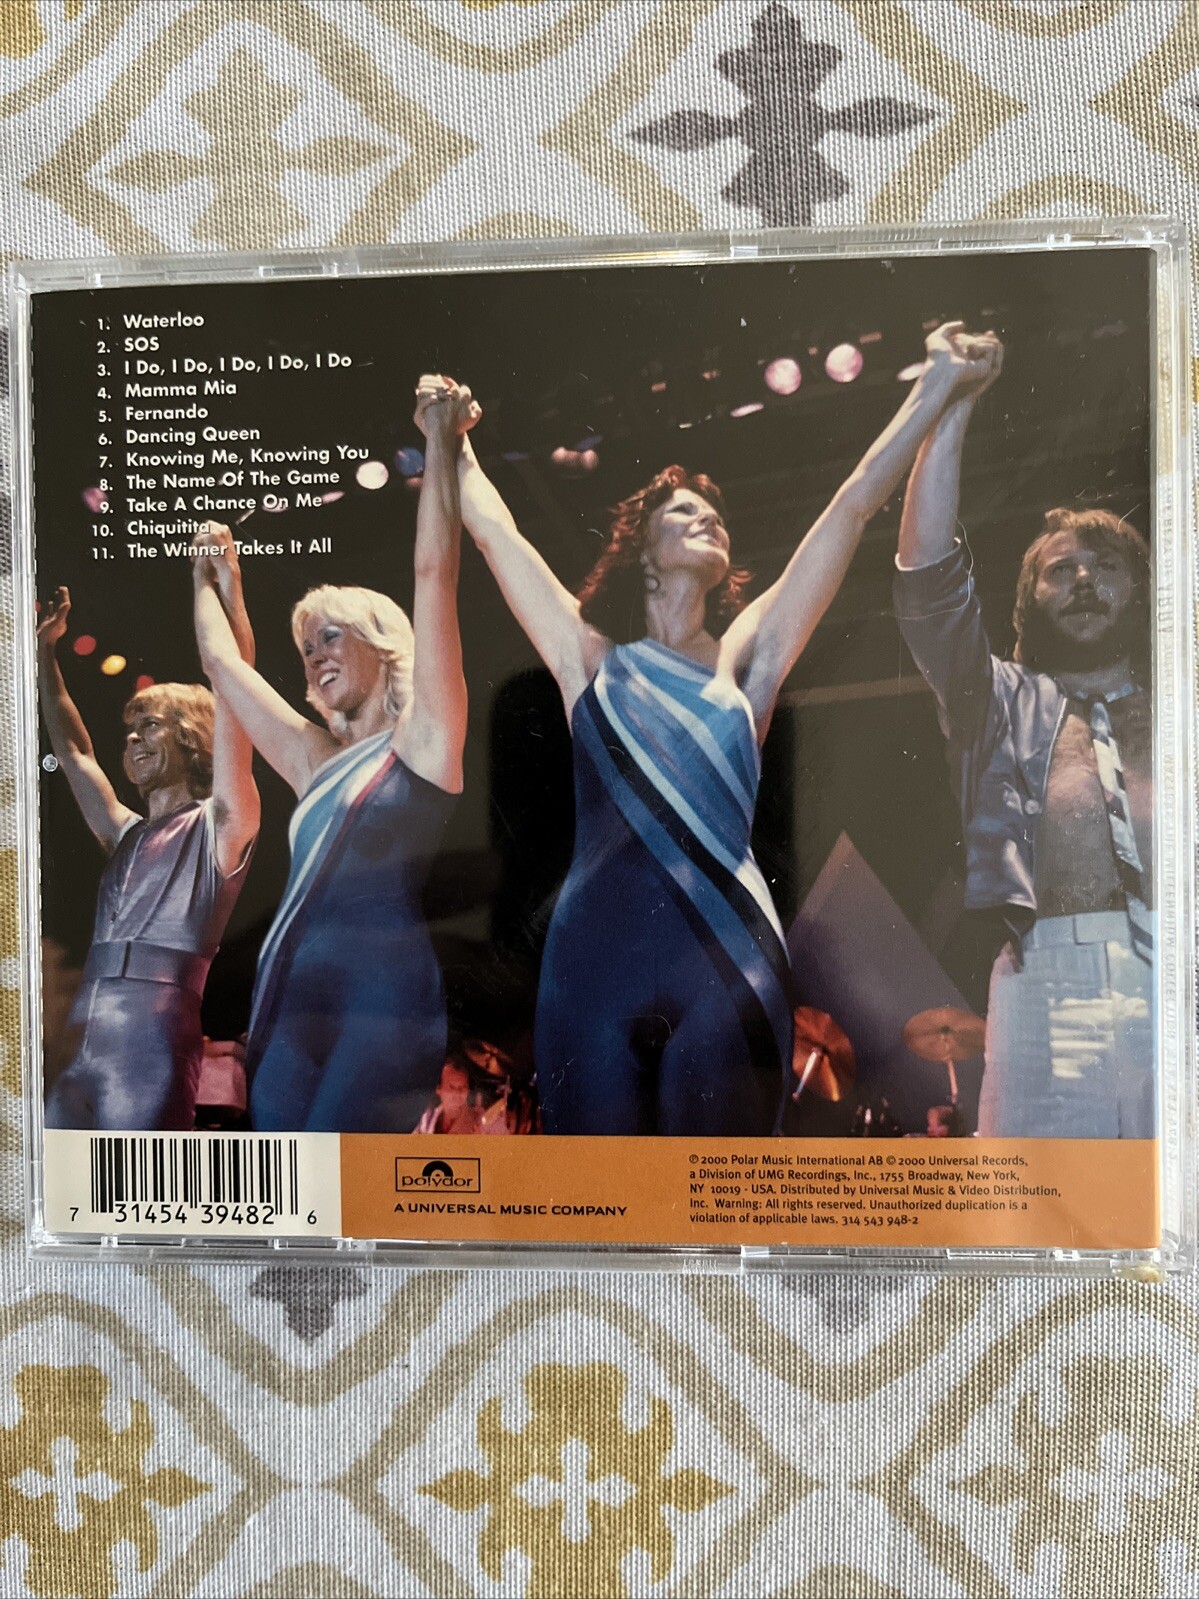 1. Waterloo
2. SOS
3. I Do, I Do, I Do, I Do, I Do
4. Mamma Mia
5. Fernando
6. Dancing Queen
7. Knowing Me, Knowing You
8. The Name Of The Game
9. Take A Chance On Me
10. Chiquitita
11. The Winner Takes It All
7 31454 39482 6
polydor
A UNIVERSAL MUSIC COMPANY
℗ 2000 Polar Music International AB © 2000 Universal Records,
a Division of UMG Recordings, Inc., 1755 Broadway, New York,
NY 10019 - USA. Distributed by Universal Music & Video Distribution,
Inc. Warning: All rights reserved. Unauthorized duplication is a
violation of applicable laws. 314 543 948-2
ABBA